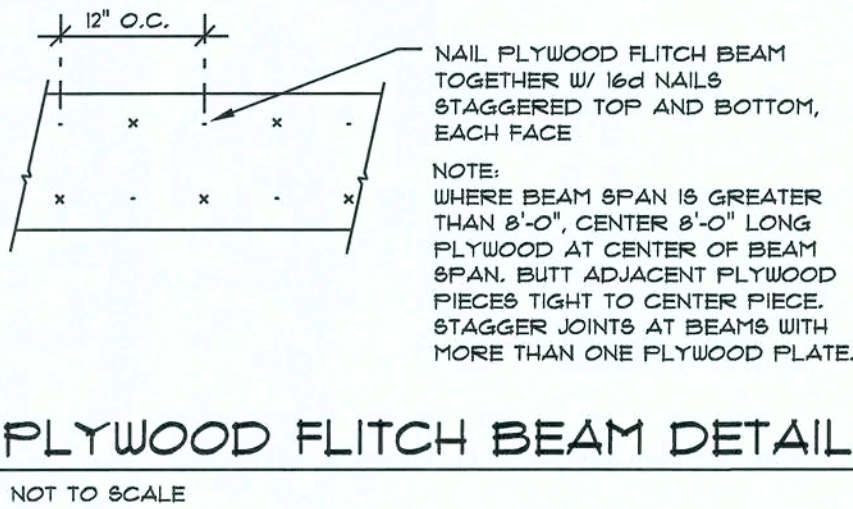 12" O.C.
NAIL PLYWOOD FLITCH BEAM
TOGETHER W/ 16d NAILS
STAGGERED TOP AND BOTTOM,
EACH FACE
NOTE:
WHERE BEAM SPAN IS GREATER
THAN 8'-0", CENTER 8'-0" LONG
PLYWOOD AT CENTER OF BEAM
SPAN. BUTT ADJACENT PLYWOOD
PIECES TIGHT TO CENTER PIECE.
STAGGER JOINTS AT BEAMS WITH
MORE THAN ONE PLYWOOD PLATE.
PLYWOOD FLITCH BEAM DETAIL
NOT TO SCALE